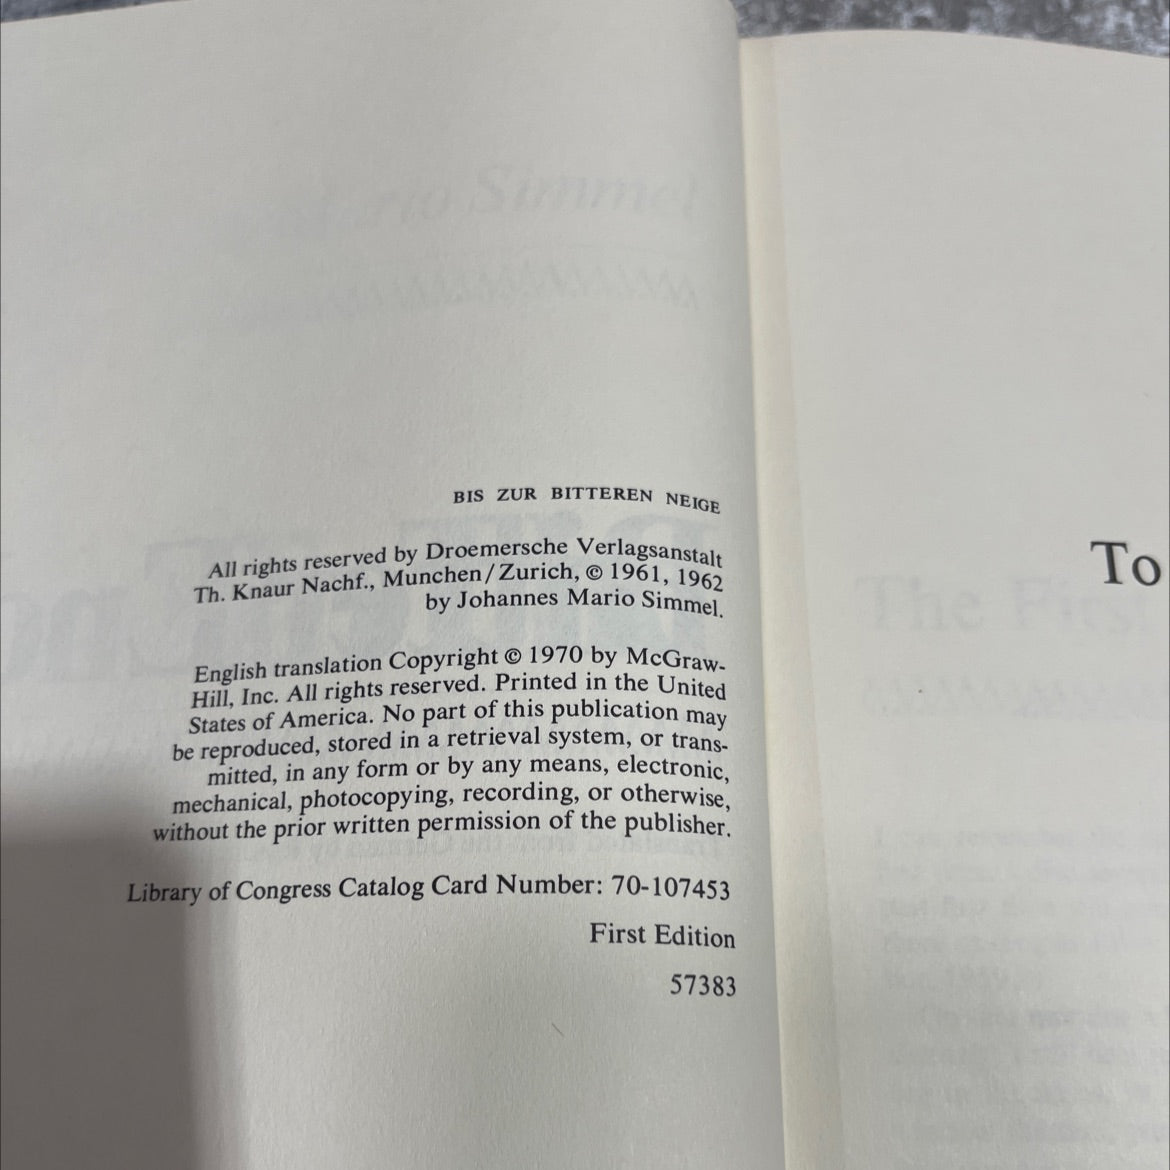 BIS ZUR BITTEREN NEIGE
All rights reserved by Droemersche Verlagsanstalt
Th. Knaur Nachf., Munchen/Zurich, © 1961, 1962
by Johannes Mario Simmel.
English translation Copyright © 1970 by McGraw-
Hill, Inc. All rights reserved. Printed in the United
States of America. No part of this publication may
be reproduced, stored in a retrieval system, or trans-
mitted, in any form or by any means, electronic,
mechanical, photocopying, recording, or otherwise,
without the prior written permission of the publisher.
Library of Congress Catalog Card Number: 70-107453
First Edition
57383
To
The First